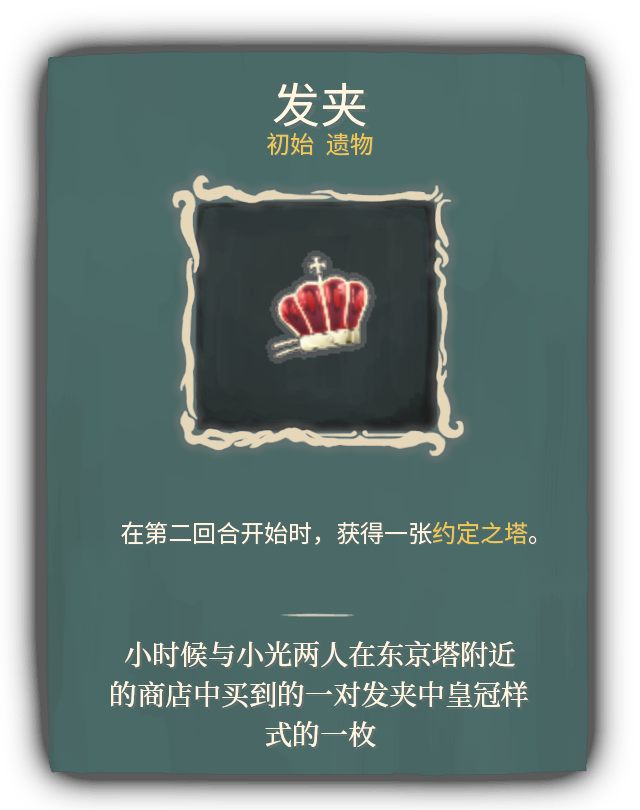 发夹
初始 遗物
在第二回合开始时，获得一张约定之塔。
小时候与小光两人在东京塔附近
的商店中买到的一对发夹中皇冠样
式的一枚